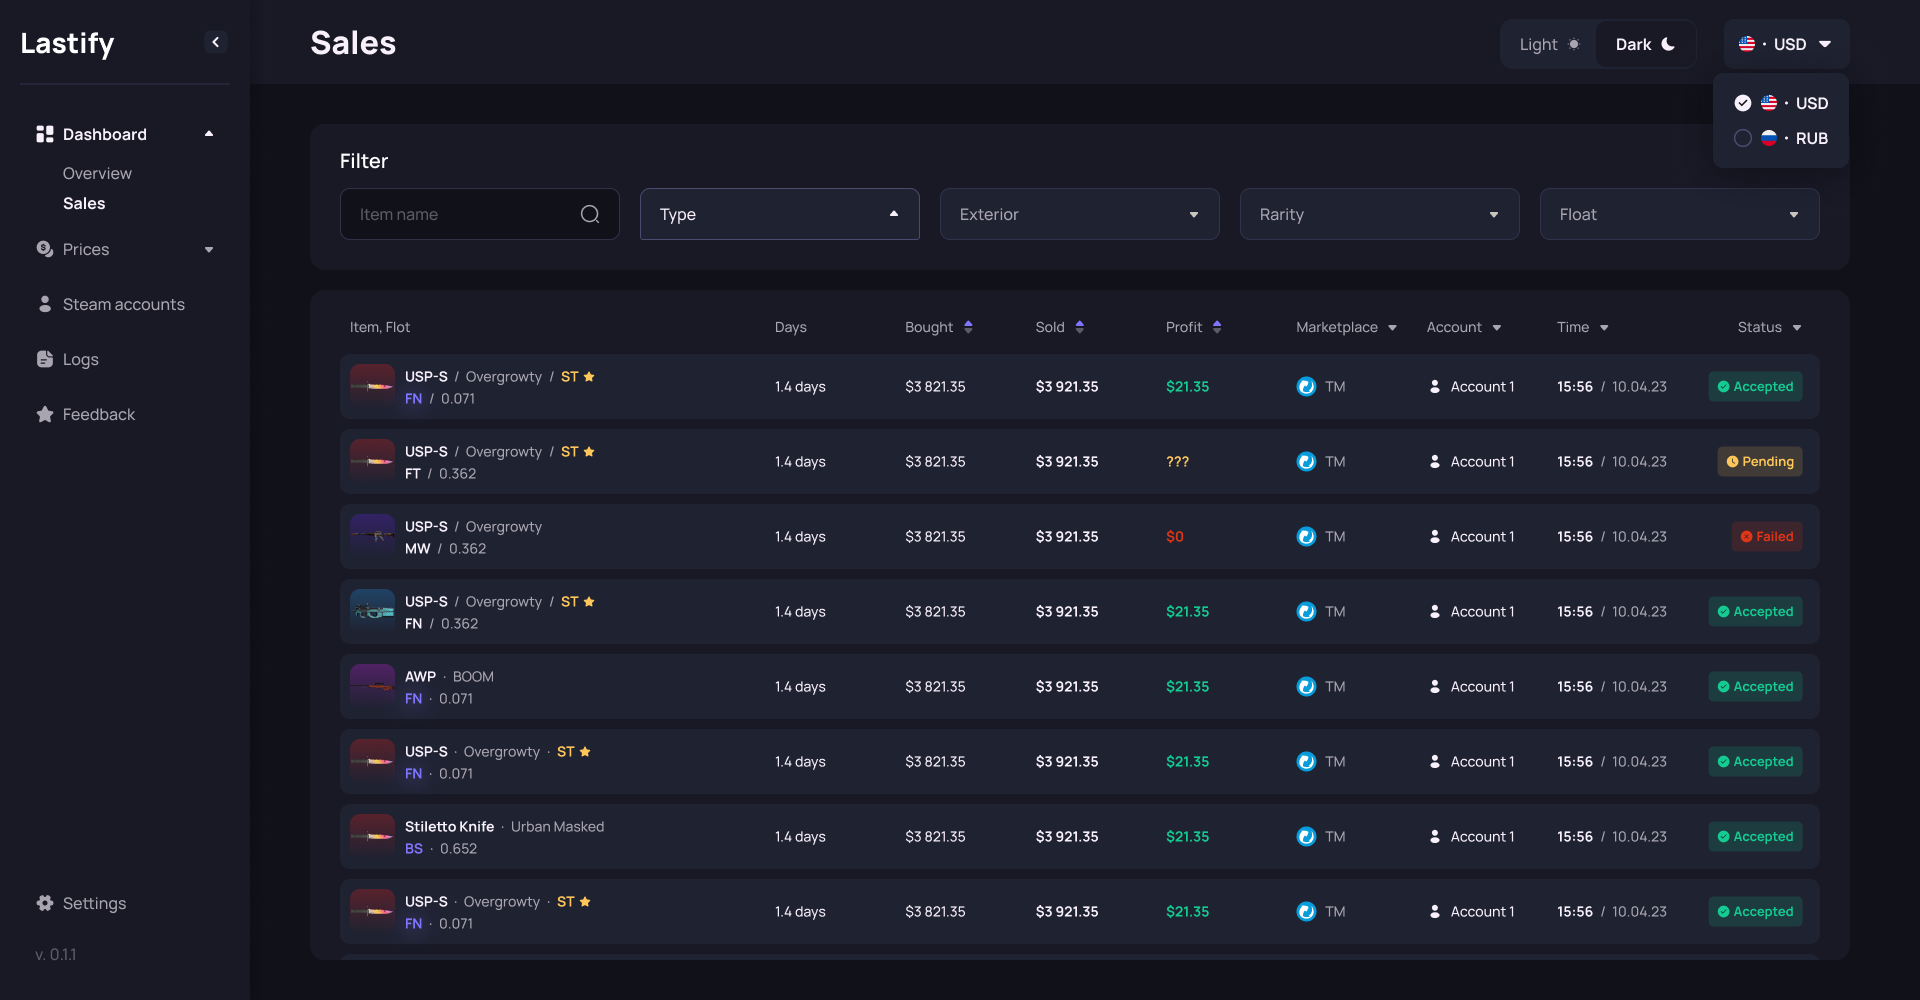 Lastify
Dashboard
Overview
Sales
Prices
Steam accounts
Logs
Feedback
Settings
v. 0.1.1
Sales
Light
Dark
· USD
· USD
· RUB
Filter
Item name
Type
Exterior
Rarity
Float
Item, Flot Days Bought Sold Profit Marketplace Account Time Status
USP-S / Overgrowty / ST
FN / 0.071
1.4 days $3 821.35 $3 921.35 $21.35 TM Account 1 15:56 / 10.04.23 Accepted
USP-S / Overgrowty / ST
FT / 0.362
1.4 days $3 821.35 $3 921.35 ??? TM Account 1 15:56 / 10.04.23 Pending
USP-S / Overgrowty
MW / 0.362
1.4 days $3 821.35 $3 921.35 $0 TM Account 1 15:56 / 10.04.23 Failed
USP-S / Overgrowty / ST
FN / 0.362
1.4 days $3 821.35 $3 921.35 $21.35 TM Account 1 15:56 / 10.04.23 Accepted
AWP · BOOM
FN · 0.071
1.4 days $3 821.35 $3 921.35 $21.35 TM Account 1 15:56 / 10.04.23 Accepted
USP-S · Overgrowty · ST
FN · 0.071
1.4 days $3 821.35 $3 921.35 $21.35 TM Account 1 15:56 / 10.04.23 Accepted
Stiletto Knife · Urban Masked
BS · 0.652
1.4 days $3 821.35 $3 921.35 $21.35 TM Account 1 15:56 / 10.04.23 Accepted
USP-S · Overgrowty · ST
FN · 0.071
1.4 days $3 821.35 $3 921.35 $21.35 TM Account 1 15:56 / 10.04.23 Accepted